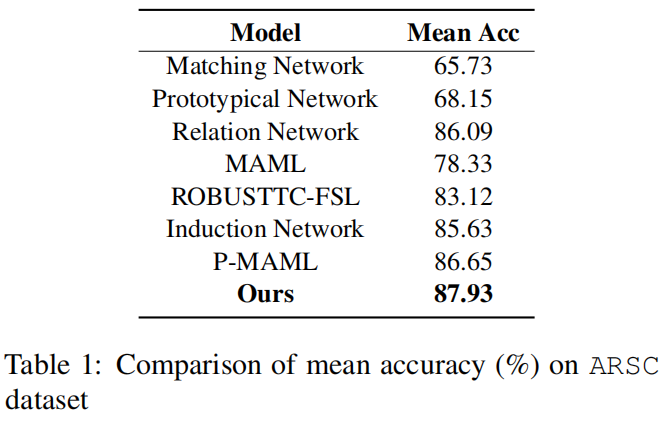 Model Mean Acc
Matching Network 65.73
Prototypical Network 68.15
Relation Network 86.09
MAML 78.33
ROBUSTTC-FSL 83.12
Induction Network 85.63
P-MAML 86.65
Ours 87.93
Table 1: Comparison of mean accuracy (%) on ARSC
dataset